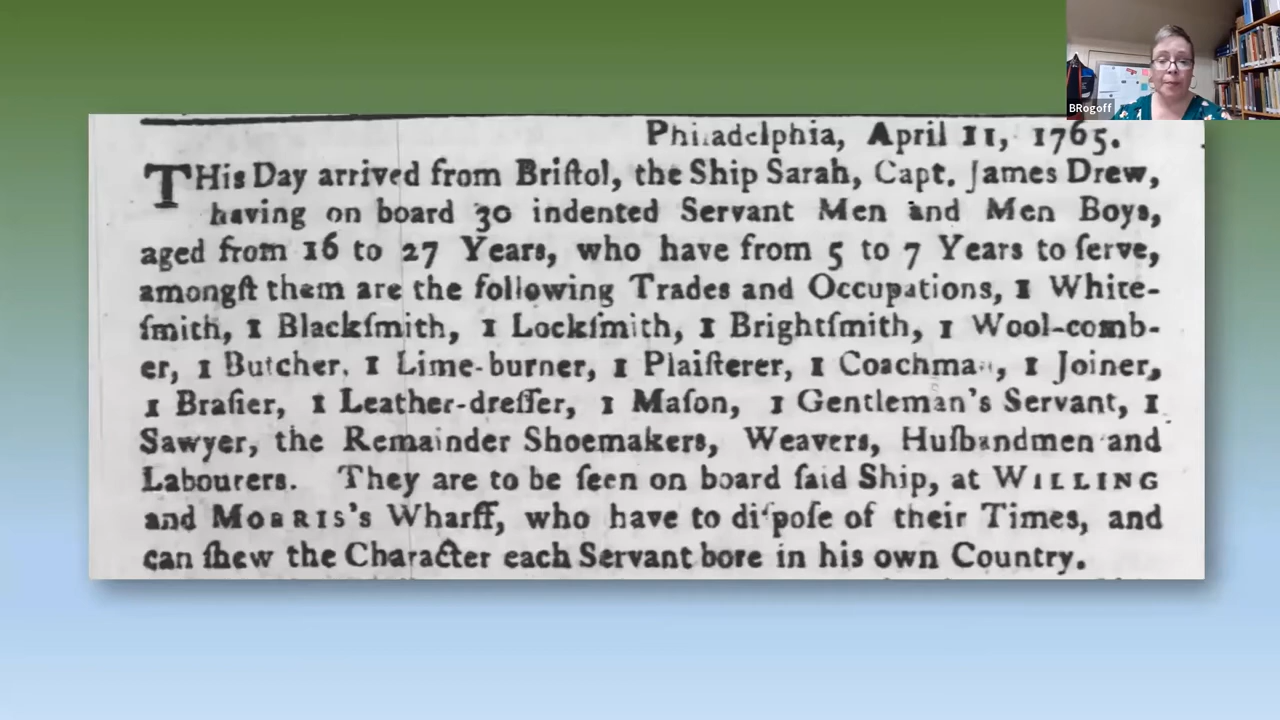 BRogoff
Philadelphia, April 11, 1765.
THis Day arrived from Briſtol, the Ship Sarah, Capt. James Drew,
having on board 30 indented Servant Men and Men Boys,
aged from 16 to 27 Years, who have from 5 to 7 Years to ſerve,
amongſt them are the following Trades and Occupations, 1 White-
ſmith, 1 Blackſmith, 1 Lockſmith, 1 Brightſmith, 1 Wool-comb-
er, 1 Butcher, 1 Lime-burner, 1 Plaiſterer, 1 Coachman, 1 Joiner,
1 Braſier, 1 Leather-dreſſer, 1 Maſon, 1 Gentleman's Servant, 1
Sawyer, the Remainder Shoemakers, Weavers, Huſbandmen and
Labourers. They are to be ſeen on board ſaid Ship, at WILLING
and MORRIS's Wharff, who have to diſpoſe of their Times, and
can ſhew the Character each Servant bore in his own Country.